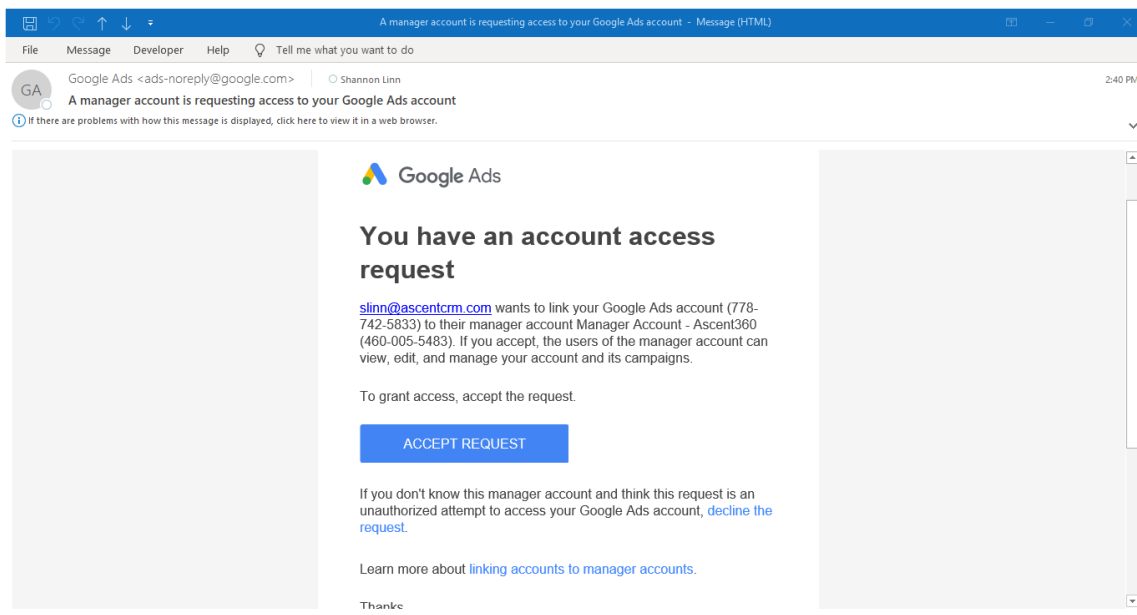 A manager account is requesting access to your Google Ads account - Message (HTML)
File Message Developer Help Tell me what you want to do
GA
Google Ads <ads-noreply@google.com> Shannon Linn
2:40 PM
A manager account is requesting access to your Google Ads account
If there are problems with how this message is displayed, click here to view it in a web browser.
Google Ads
You have an account access
request
slinn@ascentcrm.com wants to link your Google Ads account (778-
742-5833) to their manager account Manager Account - Ascent360
(460-005-5483). If you accept, the users of the manager account can
view, edit, and manage your account and its campaigns.
To grant access, accept the request.
ACCEPT REQUEST
If you don't know this manager account and think this request is an
unauthorized attempt to access your Google Ads account, decline the
request.
Learn more about linking accounts to manager accounts.
Thanks